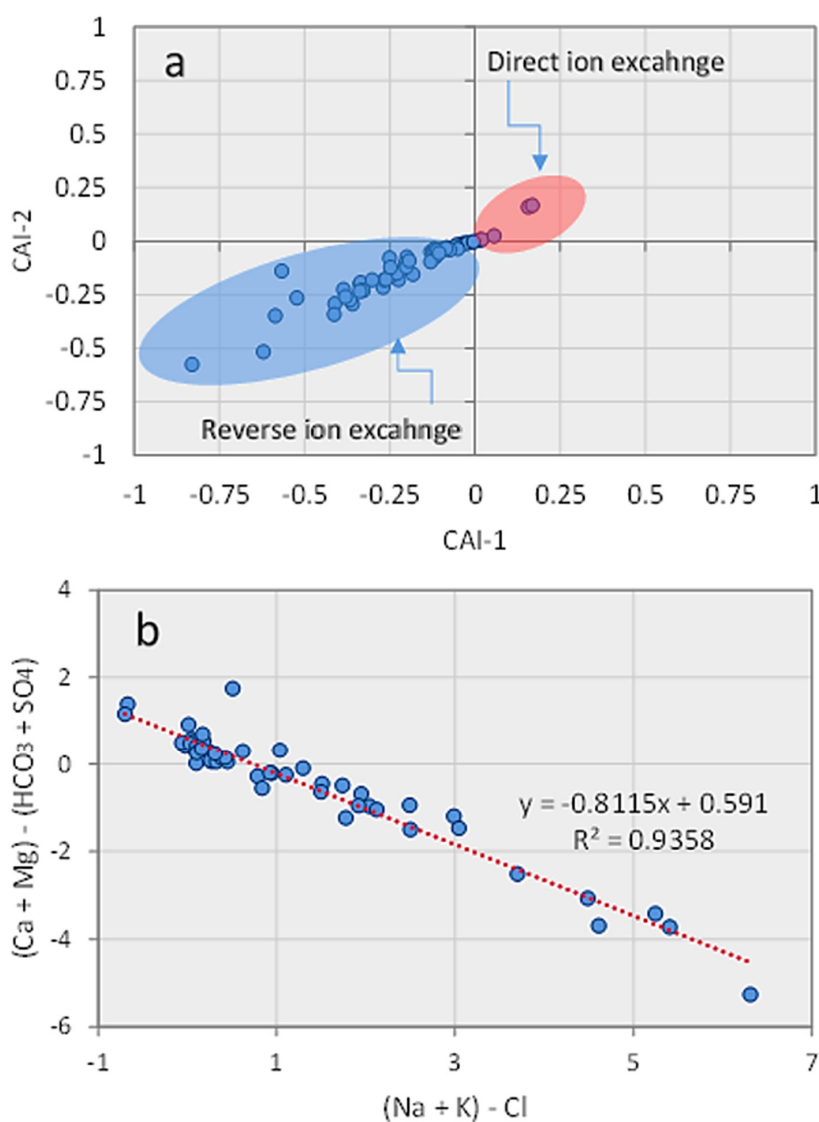 1
a
Direct ion excahnge
0.75
0.5
0.25
0
-0.25
-0.5
-0.75
-1
CAI-2
Reverse ion excahnge
-1 -0.75 -0.5 -0.25 0 0.25 0.5 0.75 1
CAI-1
4
b
2
0
-2
-4
-6
(Ca + Mg) - (HCO3 + SO4)
y = -0.8115x + 0.591
R² = 0.9358
-1 1 3 5 7
(Na + K) - Cl